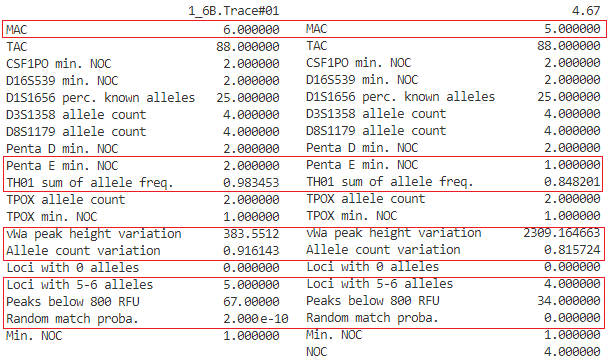 1_6B.Trace#01 4.67
MAC 6.000000 MAC 5.000000
TAC 88.000000 TAC 88.000000
CSF1PO min. NOC 2.000000 CSF1PO min. NOC 2.000000
D16S539 min. NOC 2.000000 D16S539 min. NOC 2.000000
D1S1656 perc. known alleles 25.000000 D1S1656 perc. known alleles 25.000000
D3S1358 allele count 4.000000 D3S1358 allele count 4.000000
D8S1179 allele count 4.000000 D8S1179 allele count 4.000000
Penta D min. NOC 2.000000 Penta D min. NOC 2.000000
Penta E min. NOC 2.000000 Penta E min. NOC 1.000000
TH01 sum of allele freq. 0.983453 TH01 sum of allele freq. 0.848201
TPOX allele count 2.000000 TPOX allele count 2.000000
TPOX min. NOC 1.000000 TPOX min. NOC 1.000000
vWa peak height variation 383.5512 vWa peak height variation 2309.164663
Allele count variation 0.916143 Allele count variation 0.815724
Loci with 0 alleles 0.000000 Loci with 0 alleles 0.000000
Loci with 5-6 alleles 5.000000 Loci with 5-6 alleles 4.000000
Peaks below 800 RFU 67.00000 Peaks below 800 RFU 34.000000
Random match proba. 2.000e-10 Random match proba. 0.000000
Min. NOC 1.000000 Min. NOC 1.000000
NOC 4.000000